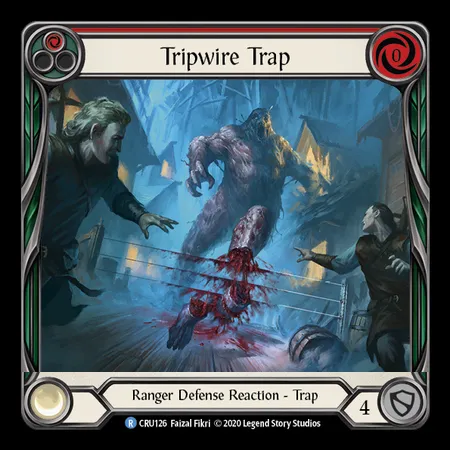 Tripwire Trap
0
Ranger Defense Reaction - Trap
4
R CRU126 Faizal Fikri © 2020 Legend Story Studios